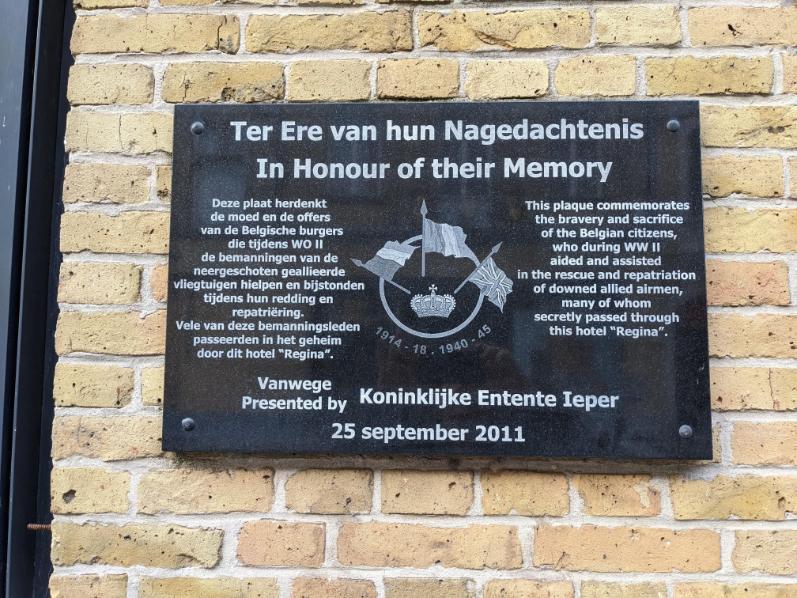 Ter Ere van hun Nagedachtenis
In Honour of their Memory
Deze plaat herdenkt
de moed en de offers
van de Belgische burgers
die tijdens WO II
de bemanningen van de
neergeschoten geallieerde
vliegtuigen hielpen en bijstonden
tijdens hun redding en
repatriëring.
Vele van deze bemanningsleden
passeerden in het geheim
door dit hotel “Regina”.
1914 - 18 . 1940 - 45
This plaque commemorates
the bravery and sacrifice
of the Belgian citizens,
who during WW II
aided and assisted
in the rescue and repatriation
of downed allied airmen,
many of whom
secretly passed through
this hotel “Regina”.
Vanwege
Presented by Koninklijke Entente Ieper
25 september 2011